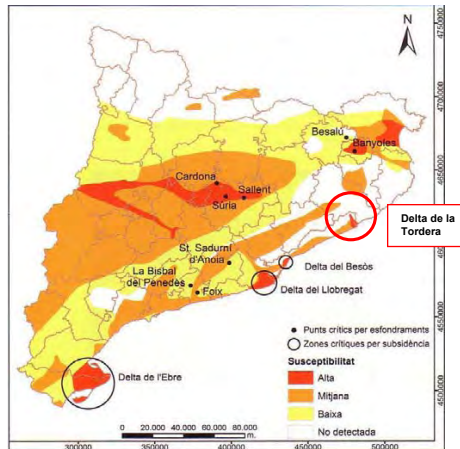 N
4750000
4700000
4650000
4600000
4550000
4500000
Besalú
Banyoles
Cardona
Sallent
Súria
Delta de la
Tordera
St. Sadurní
d'Anoia
Delta del Besòs
La Bisbal
del Penedès
Delta del Llobregat
Foix
Punts crítics per esfondraments
Zones crítiques per subsidència
Susceptibilitat
Delta de l'Ebre
Alta
Mitjana
Baixa
No detectada
0 20.000 40.000 60.000 80.000
m.
300000 350000 400000 450000 500000